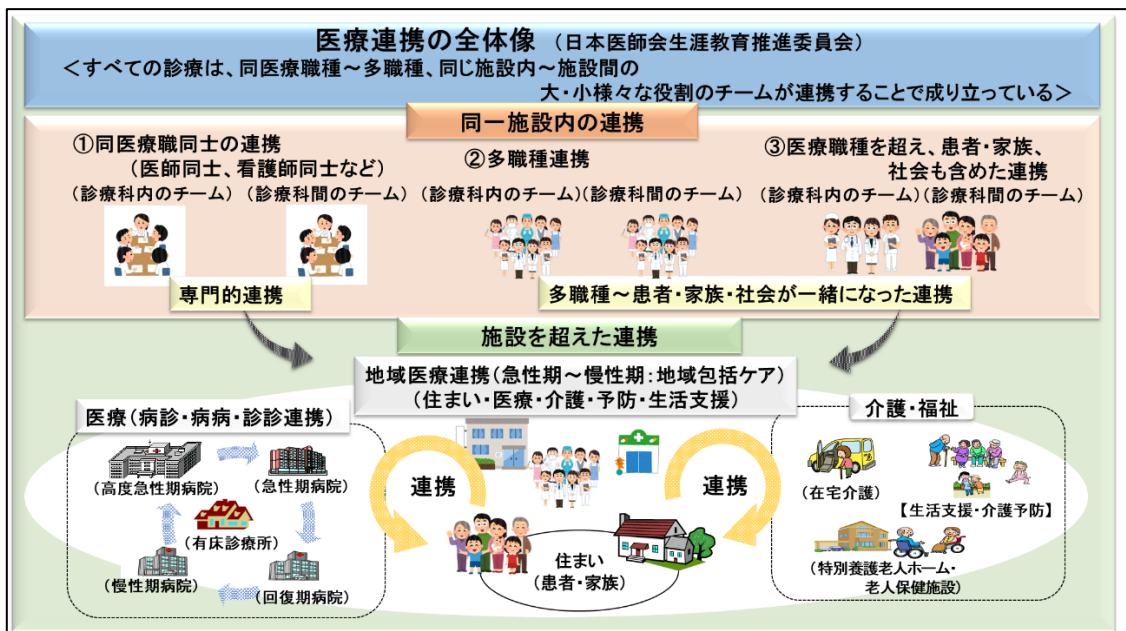 医療連携の全体像 （日本医師会生涯教育推進委員会）
＜すべての診療は、同医療職種～多職種、同じ施設内～施設間の
大・小様々な役割のチームが連携することで成り立っている＞
同一施設内の連携
①同医療職同士の連携
（医師同士、看護師同士など）
（診療科内のチーム） （診療科間のチーム）
②多職種連携
（診療科内のチーム）（診療科間のチーム）
③医療職種を超え、患者・家族、
社会も含めた連携
（診療科内のチーム）（診療科間のチーム）
専門的連携
多職種～患者・家族・社会が一緒になった連携
施設を超えた連携
地域医療連携（急性期～慢性期：地域包括ケア）
（住まい・医療・介護・予防・生活支援）
医療（病診・病病・診診連携）
（高度急性期病院）
（急性期病院）
（有床診療所）
（慢性期病院）
（回復期病院）
連携
連携
住まい
（患者・家族）
介護・福祉
（在宅介護）
【生活支援・介護予防】
（特別養護老人ホーム・
老人保健施設）